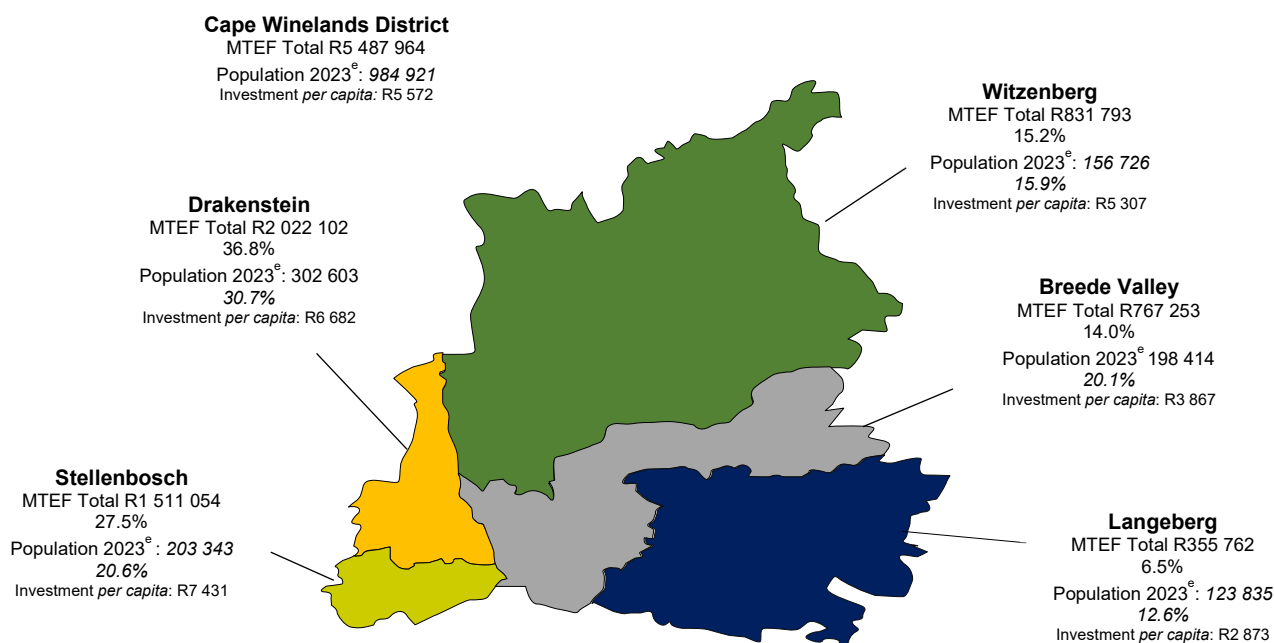 Cape Winelands District
MTEF Total R5 487 964
Population 2023e: 984 921
Investment per capita: R5 572
Witzenberg
MTEF Total R831 793
15.2%
Population 2023e: 156 726
15.9%
Investment per capita: R5 307
Drakenstein
MTEF Total R2 022 102
36.8%
Population 2023e: 302 603
30.7%
Investment per capita: R6 682
Breede Valley
MTEF Total R767 253
14.0%
Population 2023e 198 414
20.1%
Investment per capita: R3 867
Stellenbosch
MTEF Total R1 511 054
27.5%
Population 2023e : 203 343
20.6%
Investment per capita: R7 431
Langeberg
MTEF Total R355 762
6.5%
Population 2023e: 123 835
12.6%
Investment per capita: R2 873